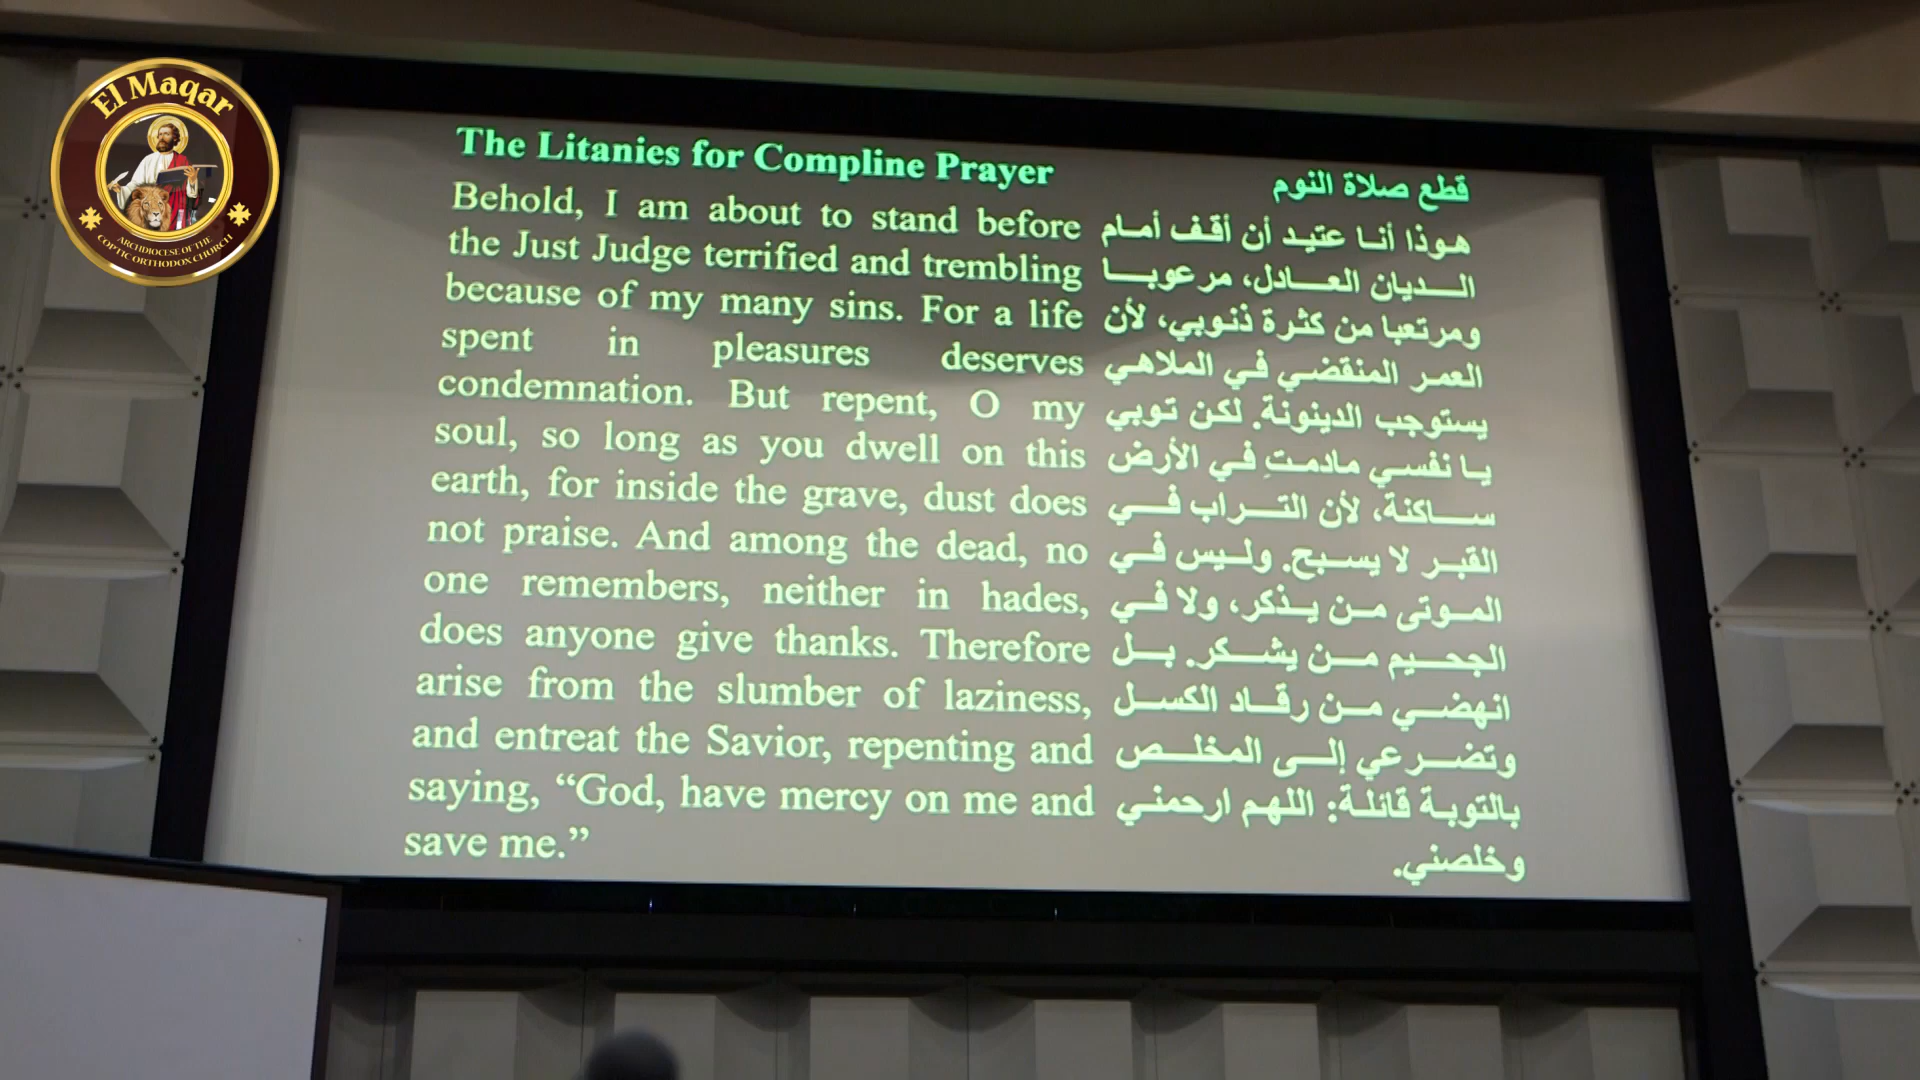 El Maqar
ARCHDIOCESE OF THE
COPTIC ORTHODOX CHURCH
The Litanies for Compline Prayer
Behold, I am about to stand before
the Just Judge terrified and trembling
because of my many sins. For a life
spent in pleasures deserves
condemnation. But repent, O my
soul, so long as you dwell on this
earth, for inside the grave, dust does
not praise. And among the dead, no
one remembers, neither in hades,
does anyone give thanks. Therefore
arise from the slumber of laziness,
and entreat the Savior, repenting and
saying, “God, have mercy on me and
save me.”
قطع صلاة النوم
هوذا أنا عتيد أن أقف أمام
الديان العادل، مرعوبا
ومرتعبا من كثرة ذنوبي، لأن
العمر المنقضي في الملاهي
يستوجب الدينونة. لكن توبي
يا نفسي مادمتِ في الأرض
ساكنة، لأن التراب في
القبر لا يسبح. وليس في
الموتى من يذكر، ولا في
الجحيم من يشكر. بل
انهضي من رقاد الكسل
وتضرعي إلى المخلص
بالتوبة قائلة: اللهم ارحمني
وخلصني.